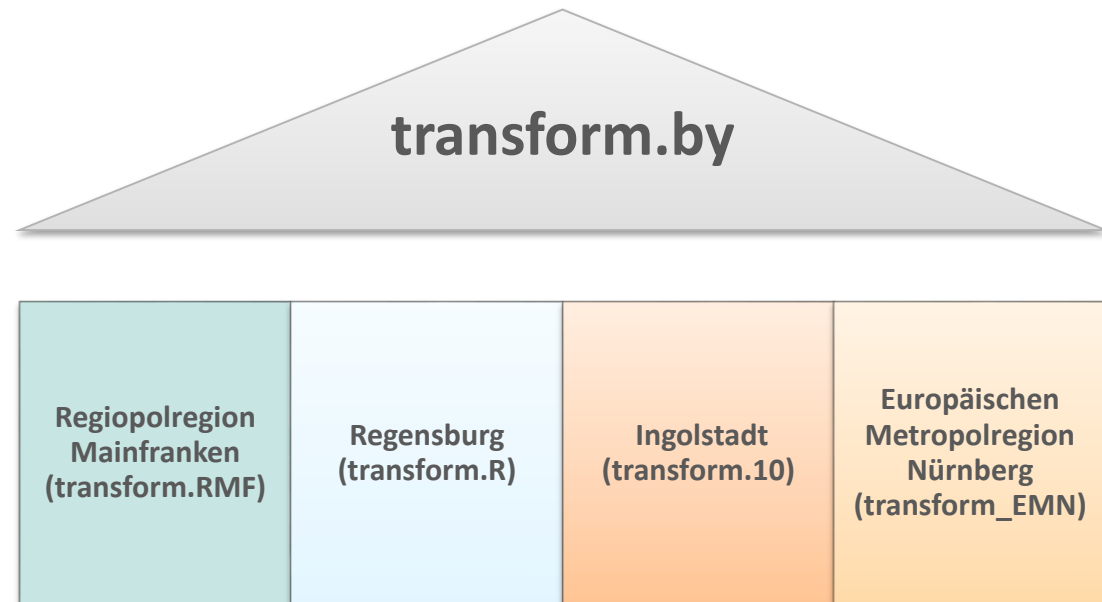 transform.by
Regiopolregion
Mainfranken
(transform.RMF)
Regensburg
(transform.R)
Ingolstadt
(transform.10)
Europäischen
Metropolregion
Nürnberg
(transform_EMN)